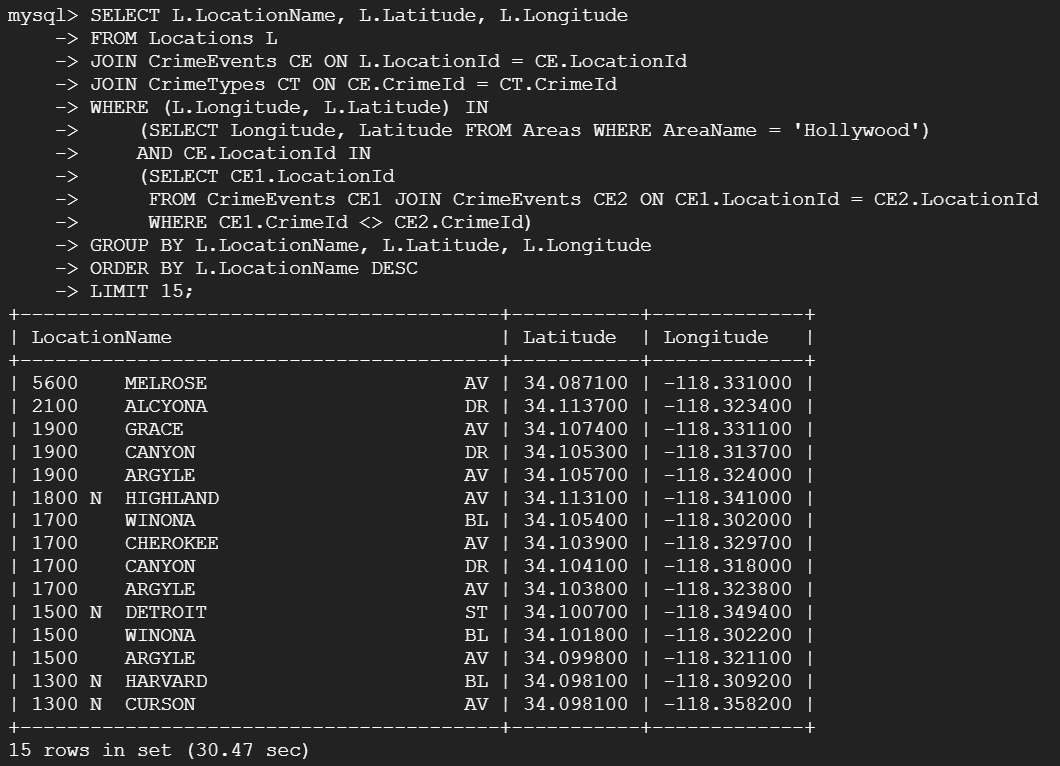 mysql> SELECT L.LocationName, L.Latitude, L.Longitude
    -> FROM Locations L
    -> JOIN CrimeEvents CE ON L.LocationId = CE.LocationId
    -> JOIN CrimeTypes CT ON CE.CrimeId = CT.CrimeId
    -> WHERE (L.Longitude, L.Latitude) IN
    ->     (SELECT Longitude, Latitude FROM Areas WHERE AreaName = 'Hollywood')
    ->     AND CE.LocationId IN
    ->     (SELECT CE1.LocationId
    ->      FROM CrimeEvents CE1 JOIN CrimeEvents CE2 ON CE1.LocationId = CE2.LocationId
    ->      WHERE CE1.CrimeId <> CE2.CrimeId)
    -> GROUP BY L.LocationName, L.Latitude, L.Longitude
    -> ORDER BY L.LocationName DESC
    -> LIMIT 15;
+-----------------------------------------+-----------+-------------+
| LocationName                            | Latitude  | Longitude   |
+-----------------------------------------+-----------+-------------+
| 5600    MELROSE                      AV | 34.087100 | -118.331000 |
| 2100    ALCYONA                      DR | 34.113700 | -118.323400 |
| 1900    GRACE                        AV | 34.107400 | -118.331100 |
| 1900    CANYON                       DR | 34.105300 | -118.313700 |
| 1900    ARGYLE                       AV | 34.105700 | -118.324000 |
| 1800 N  HIGHLAND                     AV | 34.113100 | -118.341000 |
| 1700    WINONA                       BL | 34.105400 | -118.302000 |
| 1700    CHEROKEE                     AV | 34.103900 | -118.329700 |
| 1700    CANYON                       DR | 34.104100 | -118.318000 |
| 1700    ARGYLE                       AV | 34.103800 | -118.323800 |
| 1500 N  DETROIT                      ST | 34.100700 | -118.349400 |
| 1500    WINONA                       BL | 34.101800 | -118.302200 |
| 1500    ARGYLE                       AV | 34.099800 | -118.321100 |
| 1300 N  HARVARD                      BL | 34.098100 | -118.309200 |
| 1300 N  CURSON                       AV | 34.098100 | -118.358200 |
+-----------------------------------------+-----------+-------------+
15 rows in set (30.47 sec)